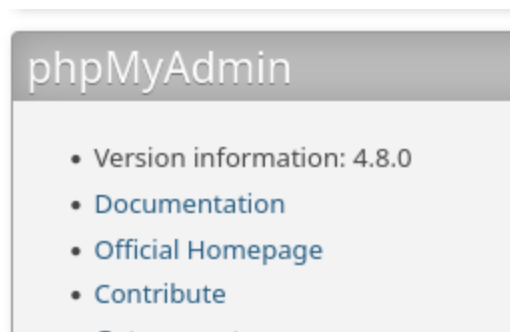 phpMyAdmin
Version information: 4.8.0
Documentation
Official Homepage
Contribute